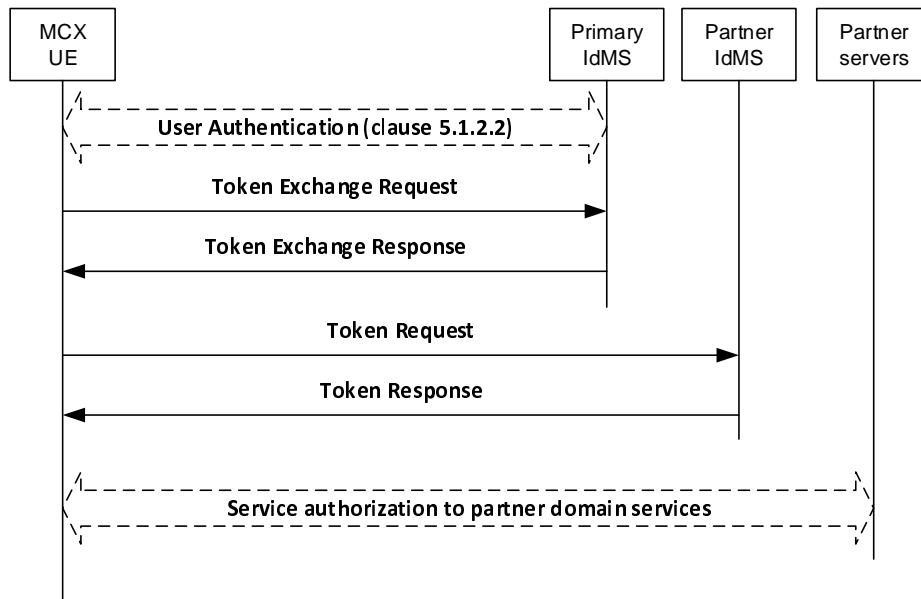 MCX
UE
Primary
IdMS
Partner
IdMS
Partner
servers
User Authentication (clause 5.1.2.2)
Token Exchange Request
Token Exchange Response
Token Request
Token Response
Service authorization to partner domain services